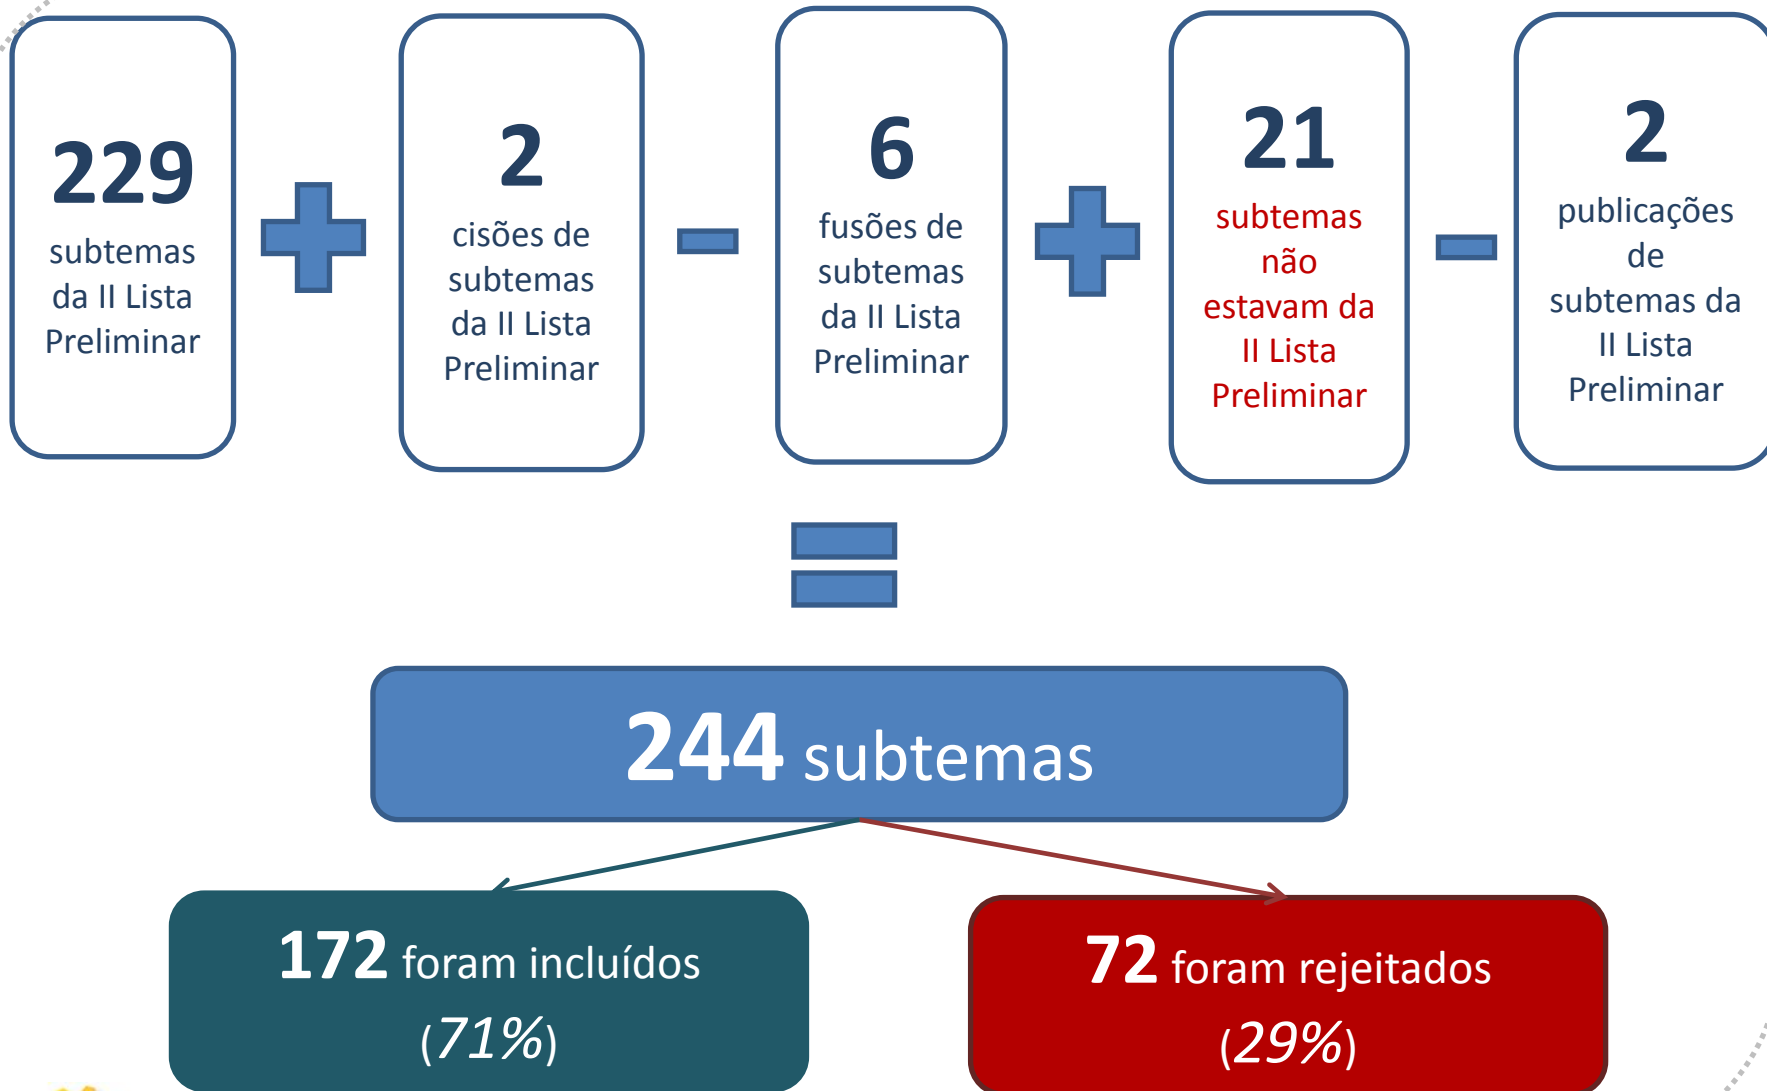 229
subtemas
da II Lista
Preliminar
2
cisões de
subtemas
da II Lista
Preliminar
6
fusões de
subtemas
da II Lista
Preliminar
21
subtemas
não
estavam da
II Lista
Preliminar
2
publicações
de
subtemas da
II Lista
Preliminar
244 subtemas
172 foram incluídos
(71%)
72 foram rejeitados
(29%)